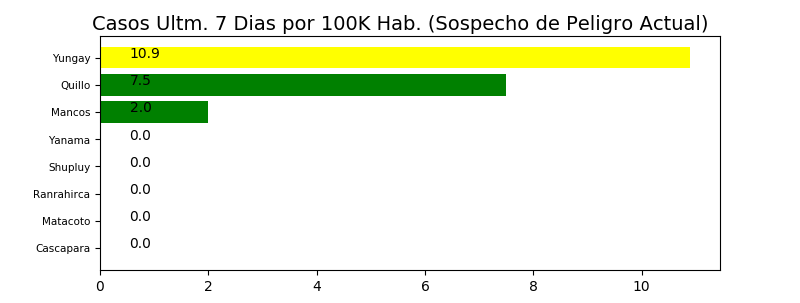 Casos Ultm. 7 Dias por 100K Hab. (Sospecho de Peligro Actual)
Yungay 10.9
Quillo 7.5
Mancos 2.0
Yanama 0.0
Shupluy 0.0
Ranrahirca 0.0
Matacoto 0.0
Cascapara 0.0
0 2 4 6 8 10